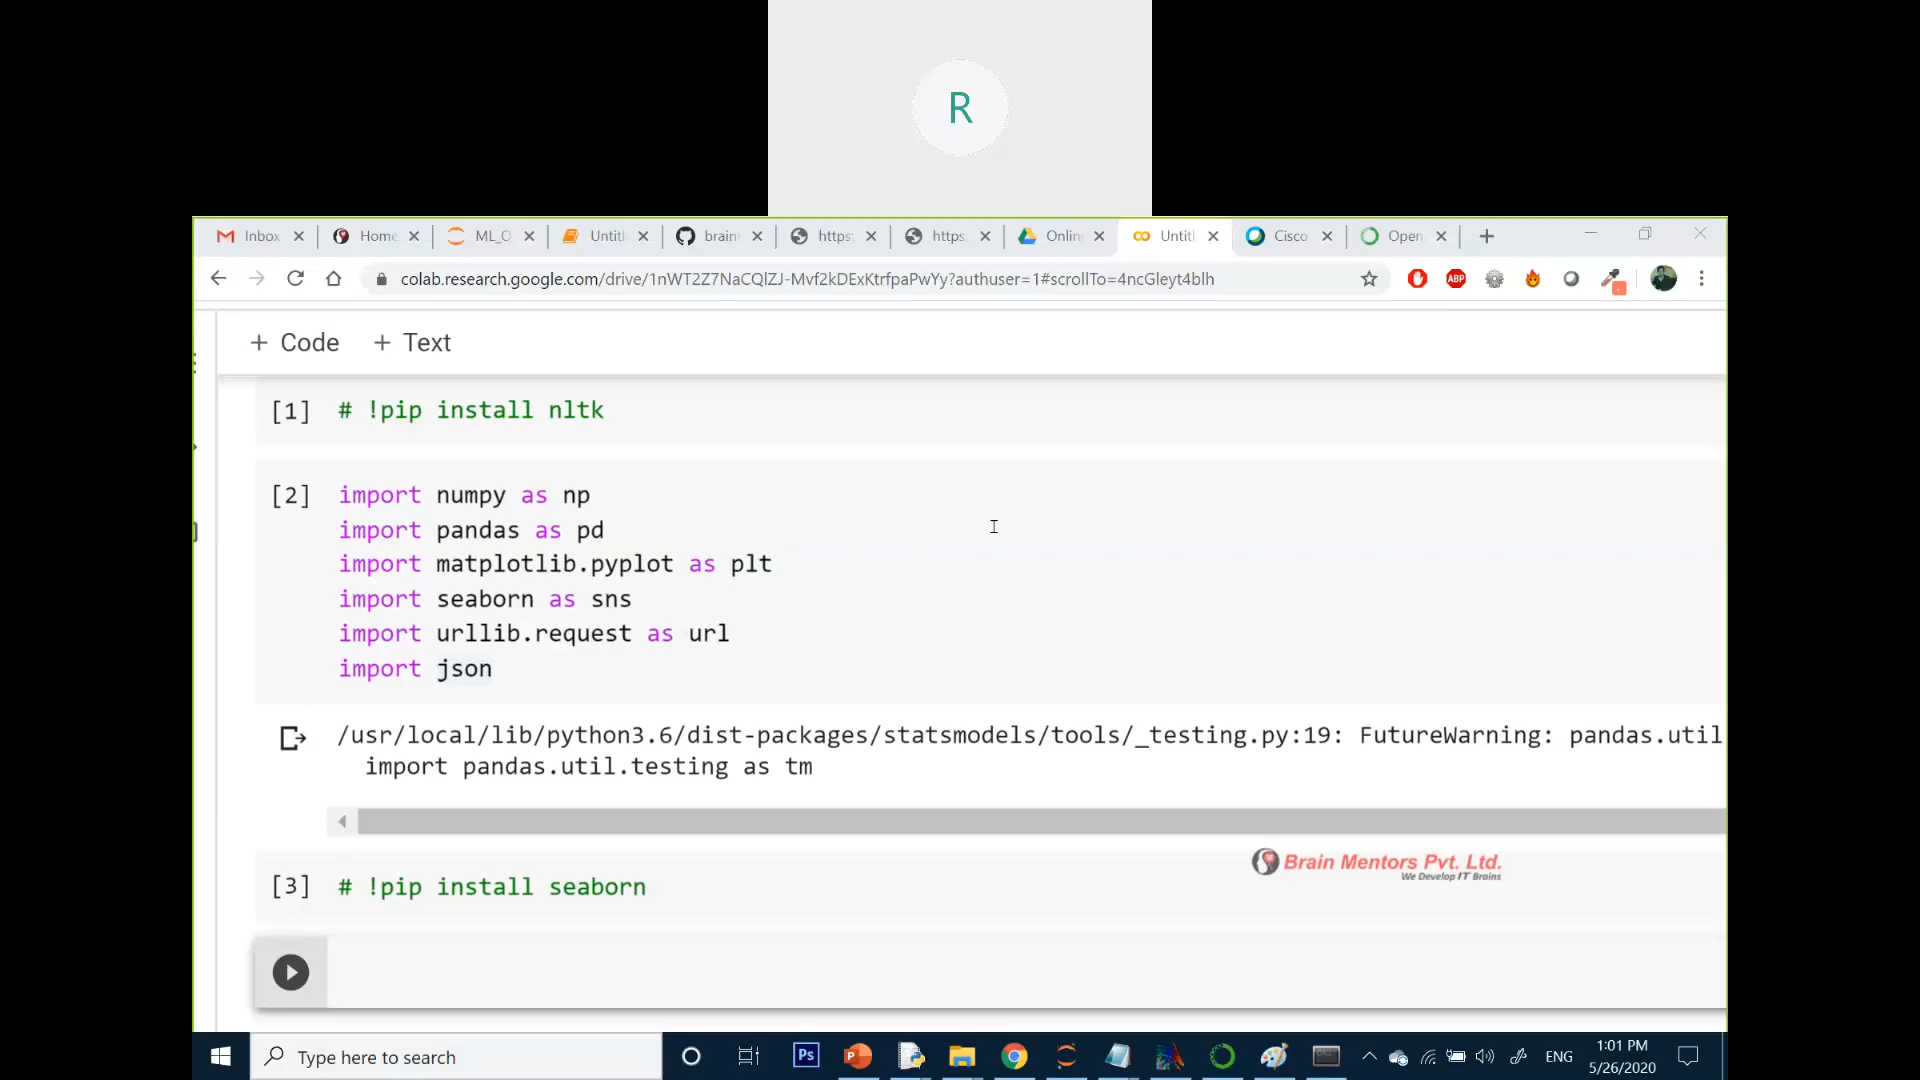 R
Inbox
Home
ML_O
Untitl
brain
https:
https:
Onlin
Untitl
Cisco
Open
colab.research.google.com/drive/1nWT2Z7NaCQlZJ-Mvf2kDExKtrfpaPwYy?authuser=1#scrollTo=4ncGleyt4blh
ABP
+ Code + Text
[1] # !pip install nltk
[2] import numpy as np
import pandas as pd
import matplotlib.pyplot as plt
import seaborn as sns
import urllib.request as url
import json
/usr/local/lib/python3.6/dist-packages/statsmodels/tools/_testing.py:19: FutureWarning: pandas.util
import pandas.util.testing as tm
Brain Mentors Pvt. Ltd.
We Develop IT Brains
[3] # !pip install seaborn
Type here to search
Ps
P
ENG
1:01 PM
5/26/2020